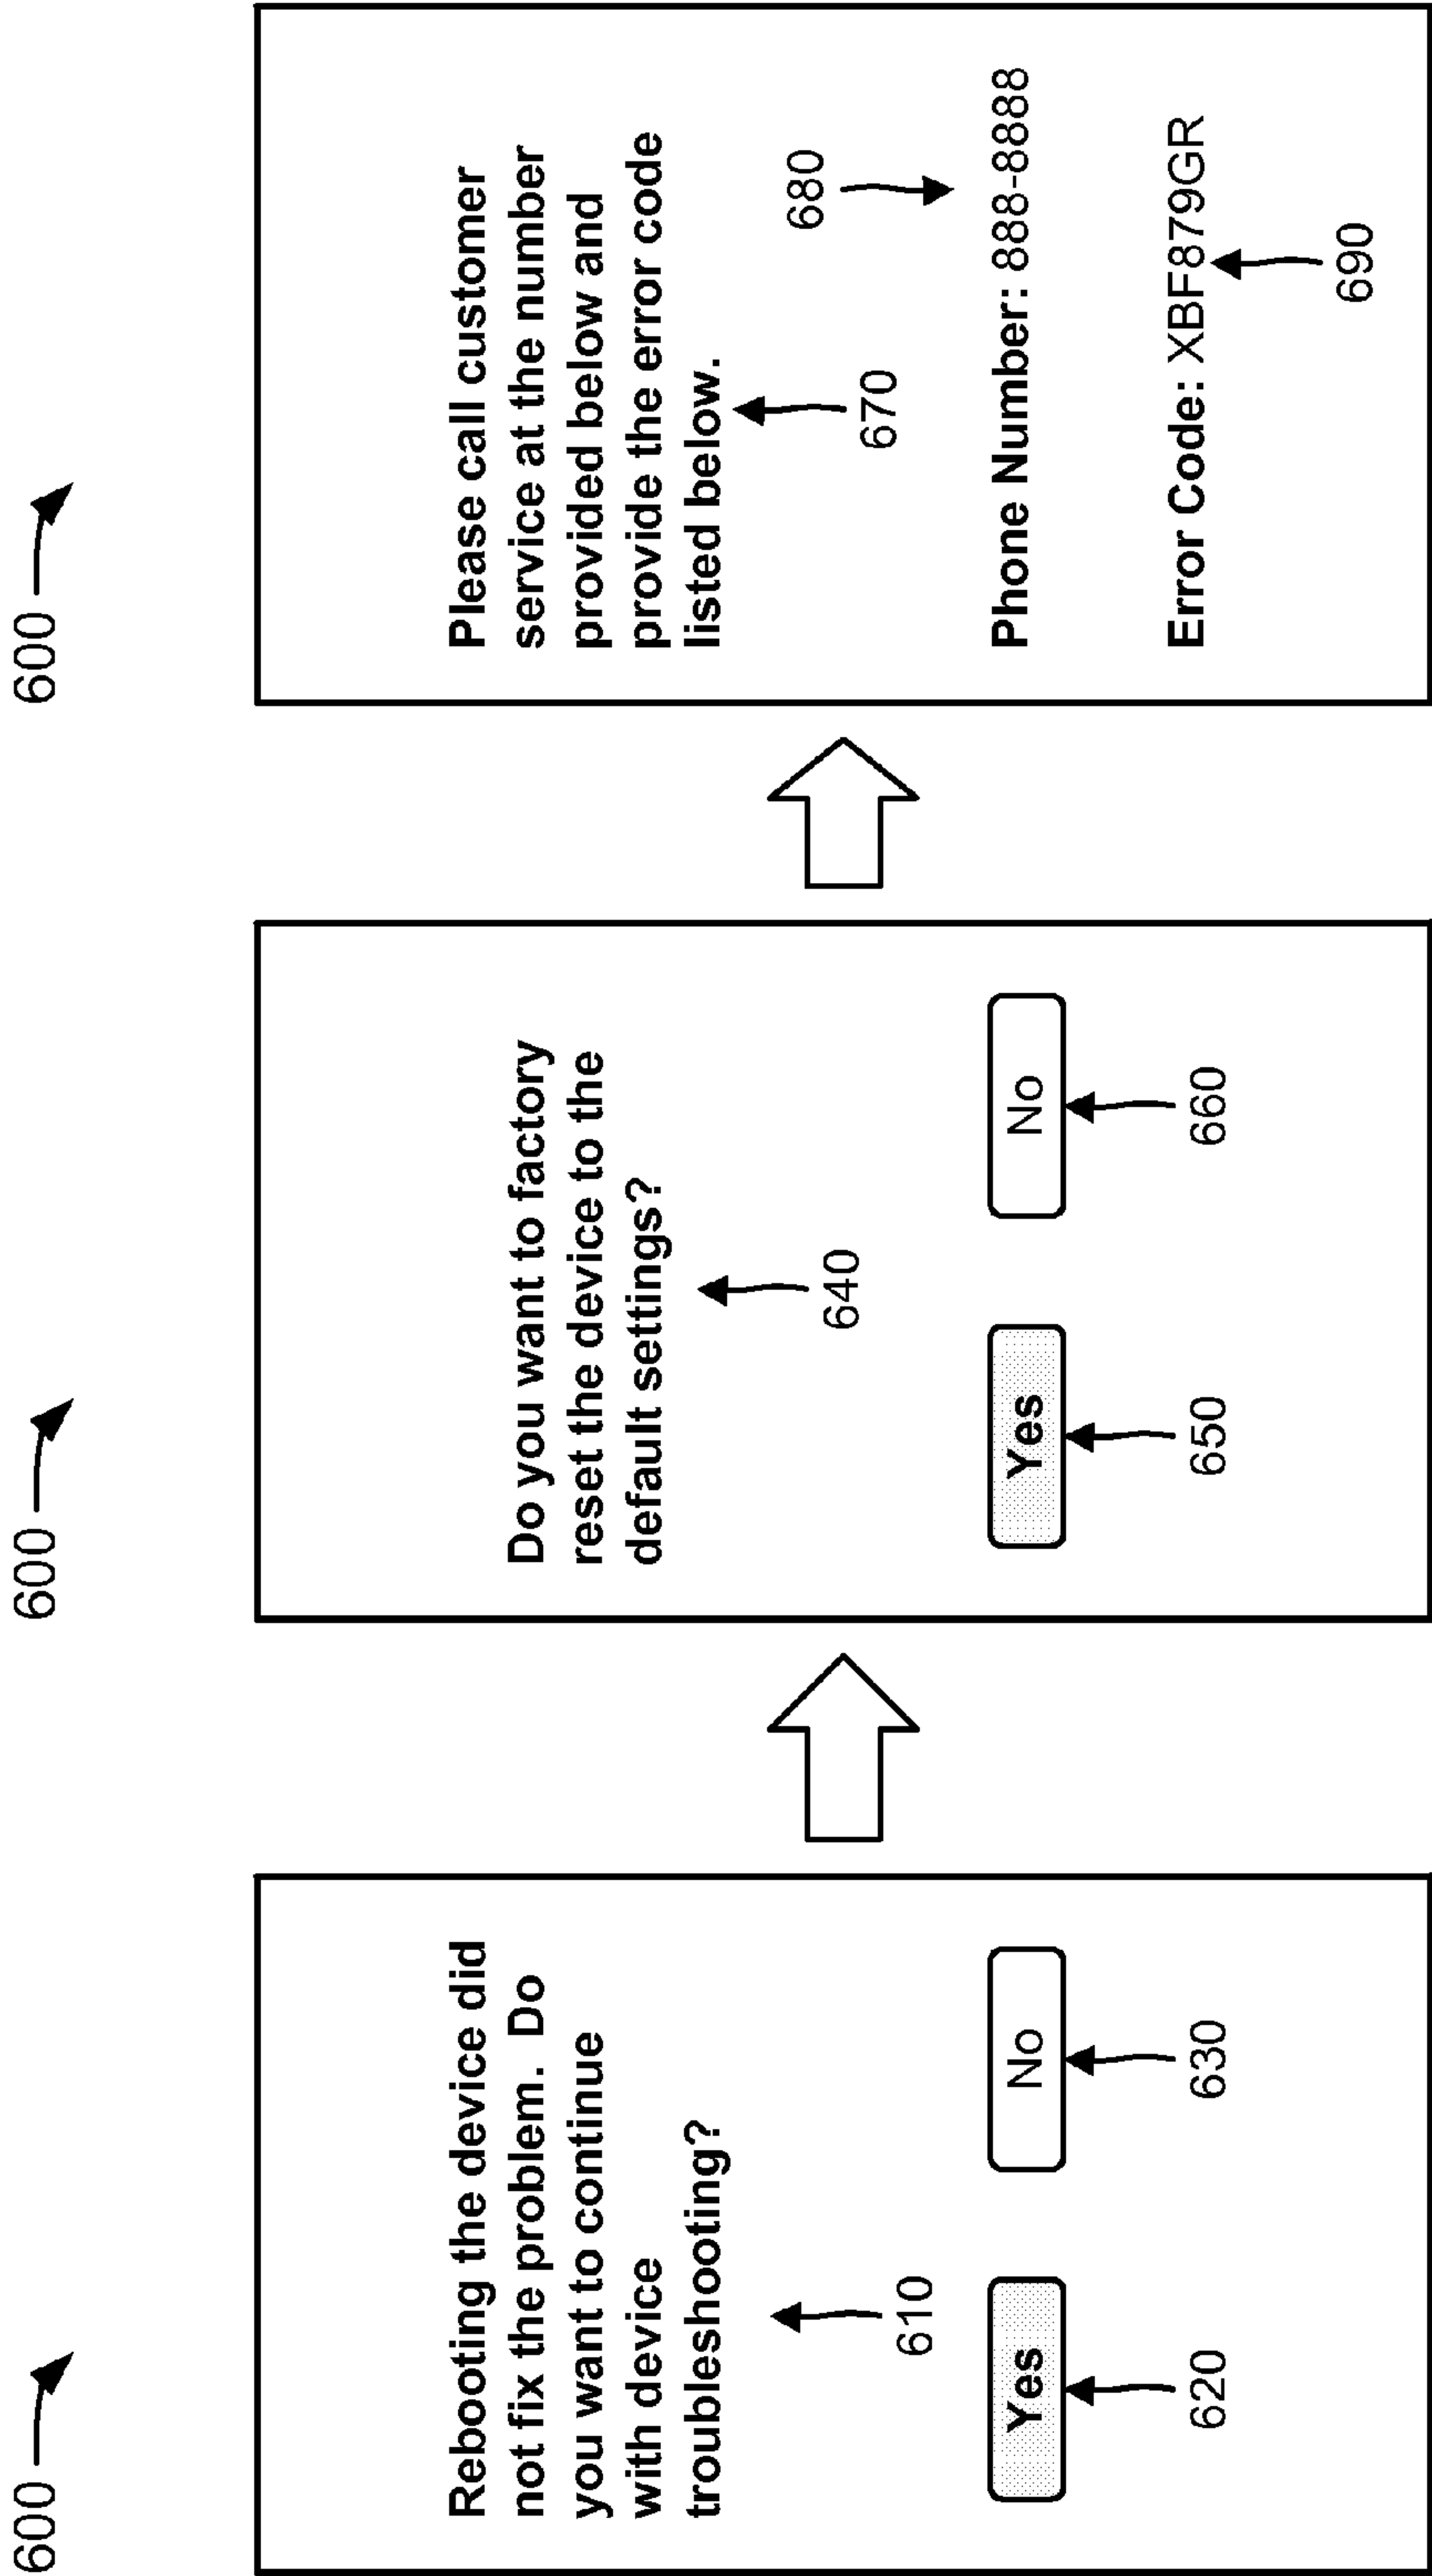 600
Rebooting the device did
not fix the problem.  Do
you want to continue
with device
troubleshooting?
610
Yes
No
620
630
600
Do you want to factory
reset the device to the
default settings?
640
Yes
No
650
660
600
Please call customer
service at the number
provided below and
provide the error code
listed below.
670
680
Phone Number: 888-8888
Error Code: XBF879GR
690